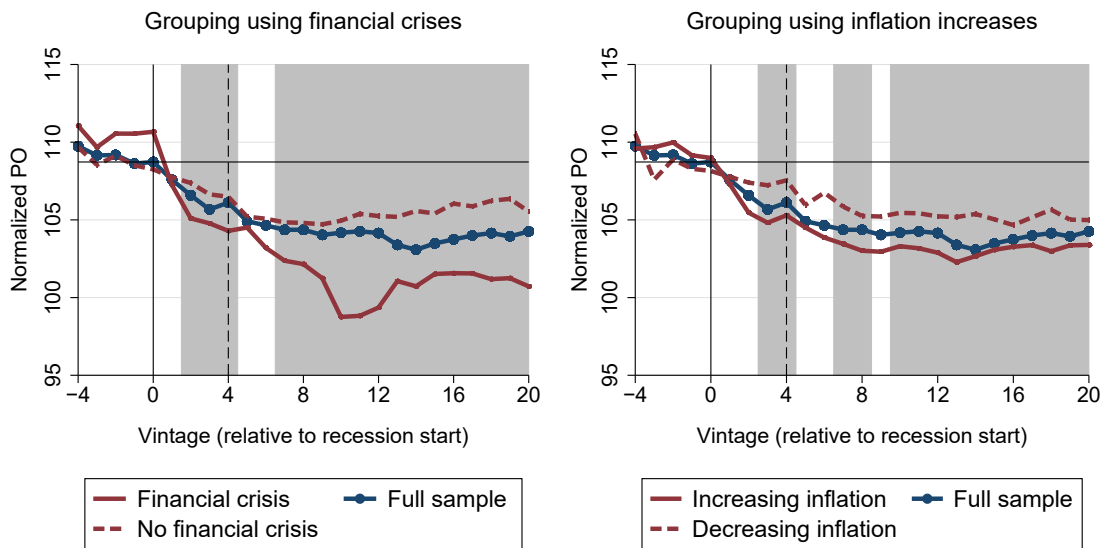 Grouping using financial crises
Normalized PO
115
110
105
100
95
−4
0
4
8
12
16
20
Vintage (relative to recession start)
Financial crisis
Full sample
No financial crisis
Grouping using inflation increases
Normalized PO
115
110
105
100
95
−4
0
4
8
12
16
20
Vintage (relative to recession start)
Increasing inflation
Full sample
Decreasing inflation